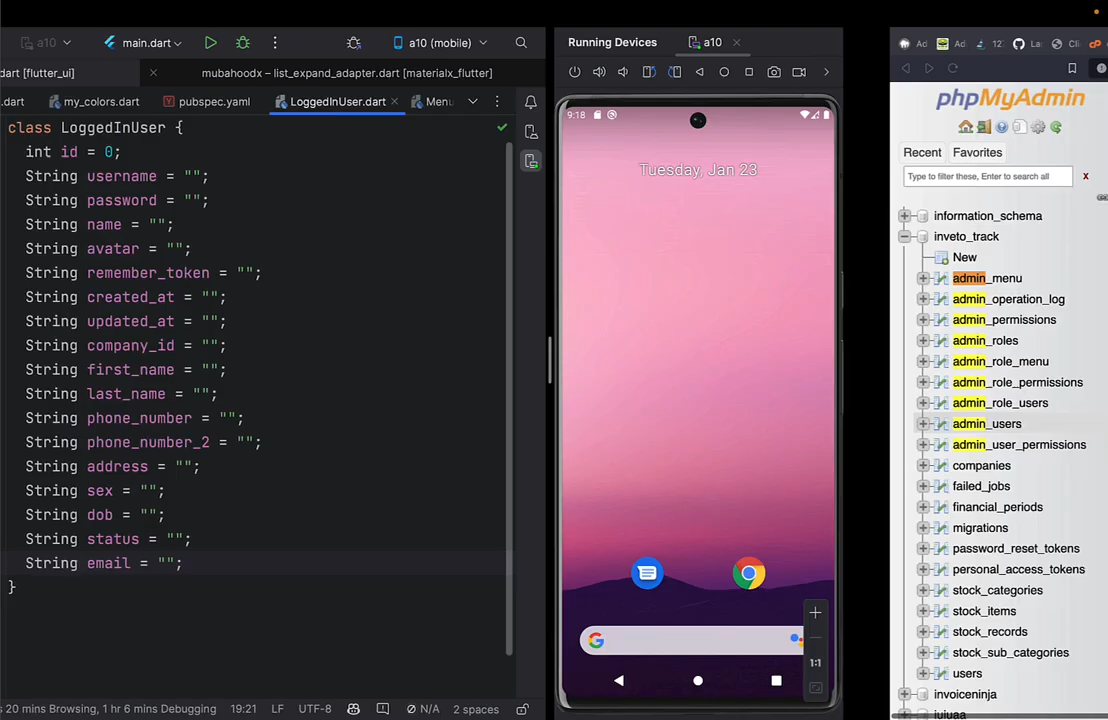 a10
main.dart
a10 (mobile)
dart [flutter_ui]
mubahoodx – list_expand_adapter.dart [materialx_flutter]
.dart
my_colors.dart
pubspec.yaml
LoggedInUser.dart
Menu
class LoggedInUser {
int id = 0;
String username = "";
String password = "";
String name = "";
String avatar = "";
String remember_token = "";
String created_at = "";
String updated_at = "";
String company_id = "";
String first_name = "";
String last_name = "";
String phone_number = "";
String phone_number_2 = "";
String address = "";
String sex = "";
String dob = "";
String status = "";
String email = "";
}
s 20 mins Browsing, 1 hr 6 mins Debugging
19:21
LF
UTF-8
N/A
2 spaces
Running Devices
a10
9:18
Tuesday, Jan 23
1:1
Ad
Ad
12
La
Cli
phpMyAdmin
Recent
Favorites
Type to filter these, Enter to search all
X
information_schema
inveto_track
New
admin_menu
admin_operation_log
admin_permissions
admin_roles
admin_role_menu
admin_role_permissions
admin_role_users
admin_users
admin_user_permissions
companies
failed_jobs
financial_periods
migrations
password_reset_tokens
personal_access_tokens
stock_categories
stock_items
stock_records
stock_sub_categories
users
invoiceninja